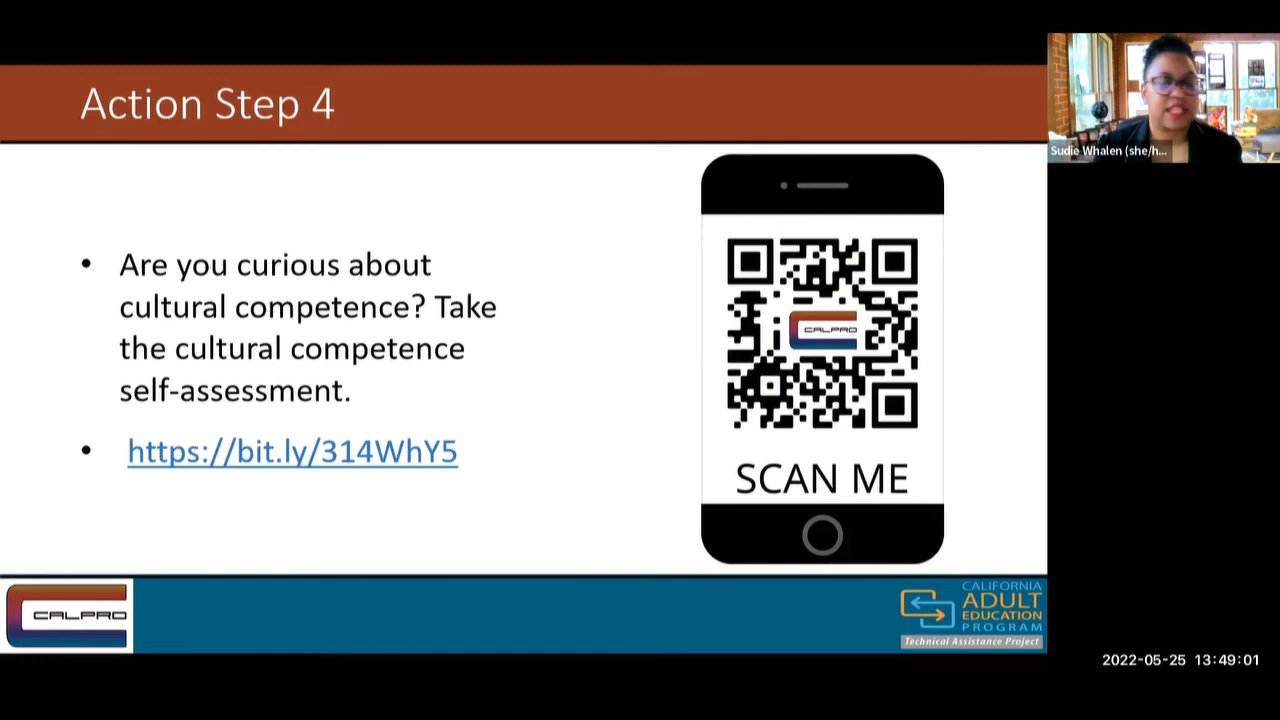 Action Step 4
Sudie Whalen (she/h...
• Are you curious about
cultural competence? Take
the cultural competence
self-assessment.
• https://bit.ly/314WhY5
CALPRO
SCAN ME
CALPRO
CALIFORNIA
ADULT
EDUCATION
PROGRAM
Technical Assistance Project
2022-05-25 13:49:01